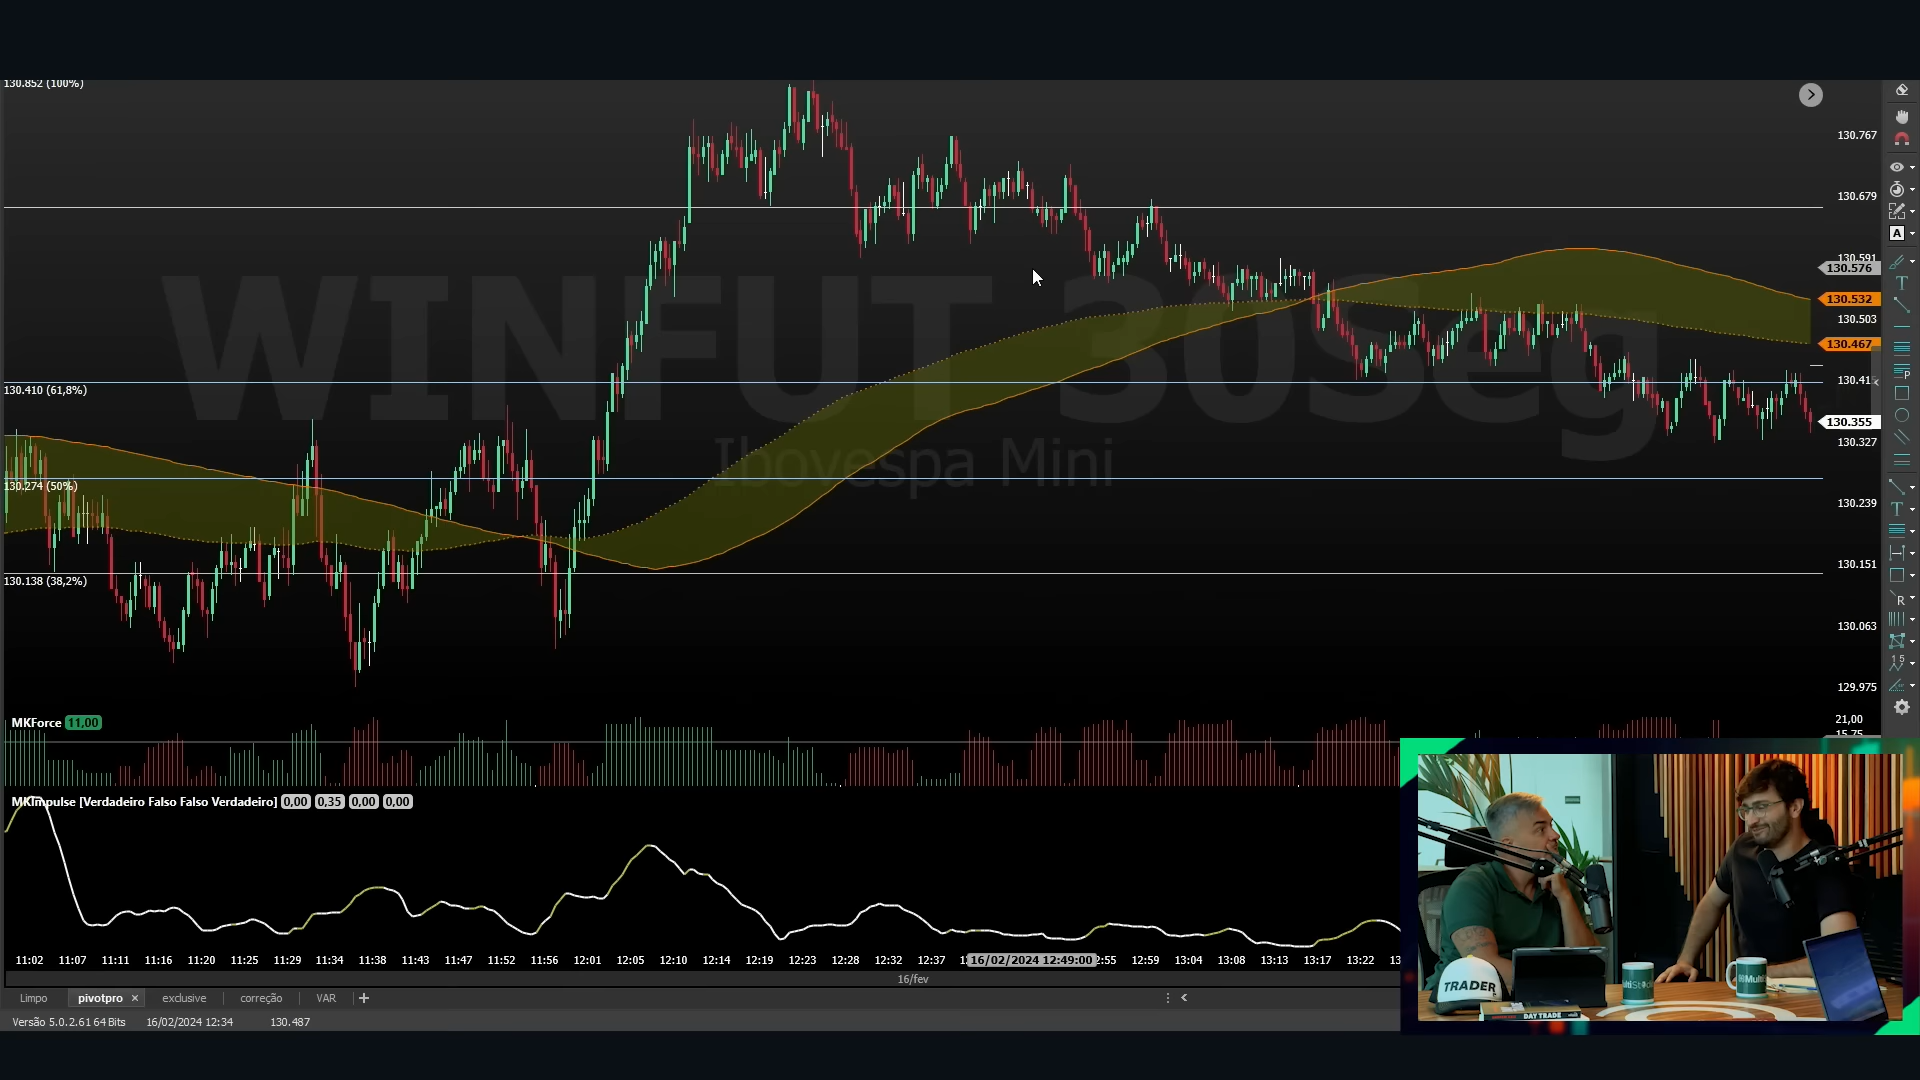 130.852 (100%)
130.767
130.679
130.591
130.576
130.532
130.503
130.467
WINFUT 30Seg
Ibovespa Mini
130.410 (61,8%)
130.41
130.355
130.327
130.274 (50%)
130.239
130.151
130.138 (38,2%)
130.063
129.975
MKForce 11,00
21,00
15,75
MKImpulse [Verdadeiro Falso Falso Verdadeiro] 0,00 0,35 0,00 0,00
11:02 11:07 11:11 11:16 11:20 11:25 11:29 11:34 11:38 11:43 11:47 11:52 11:56 12:01 12:05 12:10 12:14 12:19 12:23 12:28 12:32 12:37 16/02/2024 12:49:00 12:59 13:04 13:08 13:13 13:17 13:22
16/fev
Limpo pivotpro × exclusive correção VAR +
Versão 5.0.2.61 64 Bits 16/02/2024 12:34 130.487
TRADER
DAY TRADE